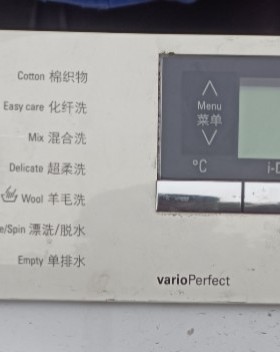 Cotton 棉织物
Easy care 化纤洗
Mix 混合洗
Delicate 超柔洗
Wool 羊毛洗
e/Spin 漂洗/脱水
Empty 单排水
Menu
菜单
°C
varioPerfect